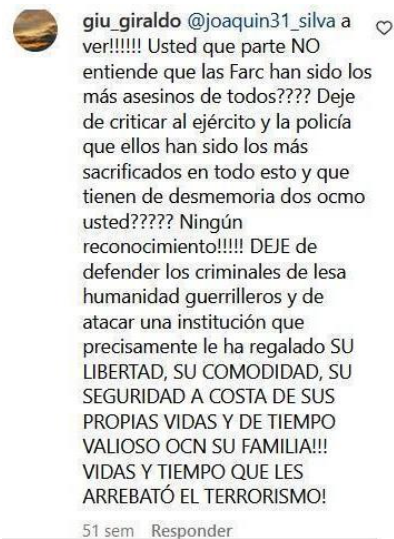 giu_giraldo @joaquin31_silva a
ver!!!!!! Usted que parte NO
entiende que las Farc han sido los
más asesinos de todos???? Deje
de criticar al ejército y la policía
que ellos han sido los más
sacrificados en todo esto y que
tienen de desmemoria dos ocmo
usted????? Ningún
reconocimiento!!!!! DEJE de
defender los criminales de lesa
humanidad guerrilleros y de
atacar una institución que
precisamente le ha regalado SU
LIBERTAD, SU COMODIDAD, SU
SEGURIDAD A COSTA DE SUS
PROPIAS VIDAS Y DE TIEMPO
VALIOSO OCN SU FAMILIA!!!
VIDAS Y TIEMPO QUE LES
ARREBATÓ EL TERRORISMO!
51 sem Responder